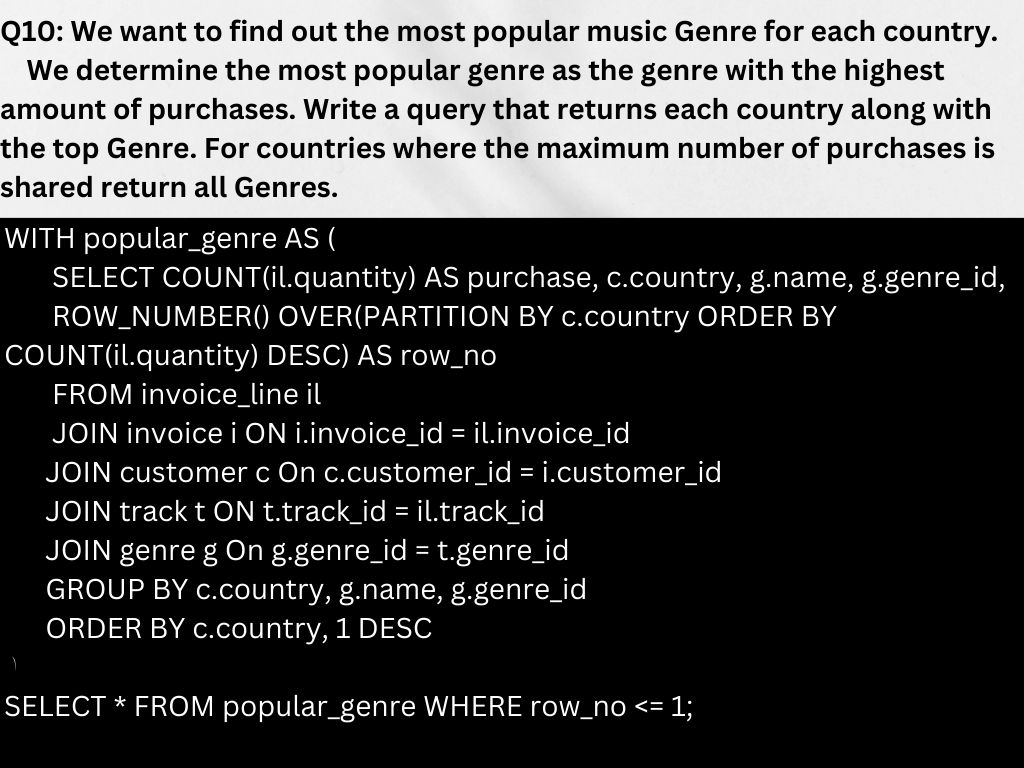 Q10: We want to find out the most popular music Genre for each country.
We determine the most popular genre as the genre with the highest
amount of purchases. Write a query that returns each country along with
the top Genre. For countries where the maximum number of purchases is
shared return all Genres.
WITH popular_genre AS (
SELECT COUNT(il.quantity) AS purchase, c.country, g.name, g.genre_id,
ROW_NUMBER() OVER(PARTITION BY c.country ORDER BY
COUNT(il.quantity) DESC) AS row_no
FROM invoice_line il
JOIN invoice i ON i.invoice_id = il.invoice_id
JOIN customer c On c.customer_id = i.customer_id
JOIN track t ON t.track_id = il.track_id
JOIN genre g On g.genre_id = t.genre_id
GROUP BY c.country, g.name, g.genre_id
ORDER BY c.country, 1 DESC
)
SELECT * FROM popular_genre WHERE row_no <= 1;